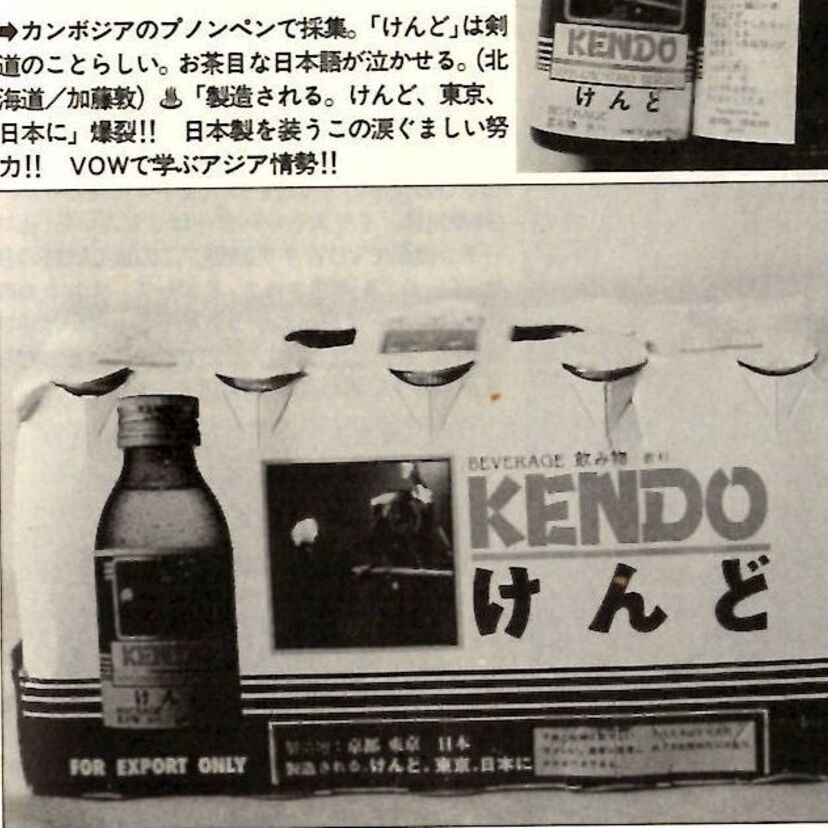 ➡カンボジアのプノンペンで採集。「けんど」は剣
道のことらしい。お茶目な日本語が泣かせる。(北
海道／加藤敦) ♨「製造される。けんど、東京、
日本に」爆裂!! 日本製を装うこの涙ぐましい努
力!! VOWで学ぶアジア情勢!!
KENDO
けんど
BEVERAGE
飲み物
BEVERAGE 飲み物 飲料
KENDO
けんど
KENDO
けん
FOR EXPORT ONLY
京都 東京 日本
製造される.けんど.東京.日本に